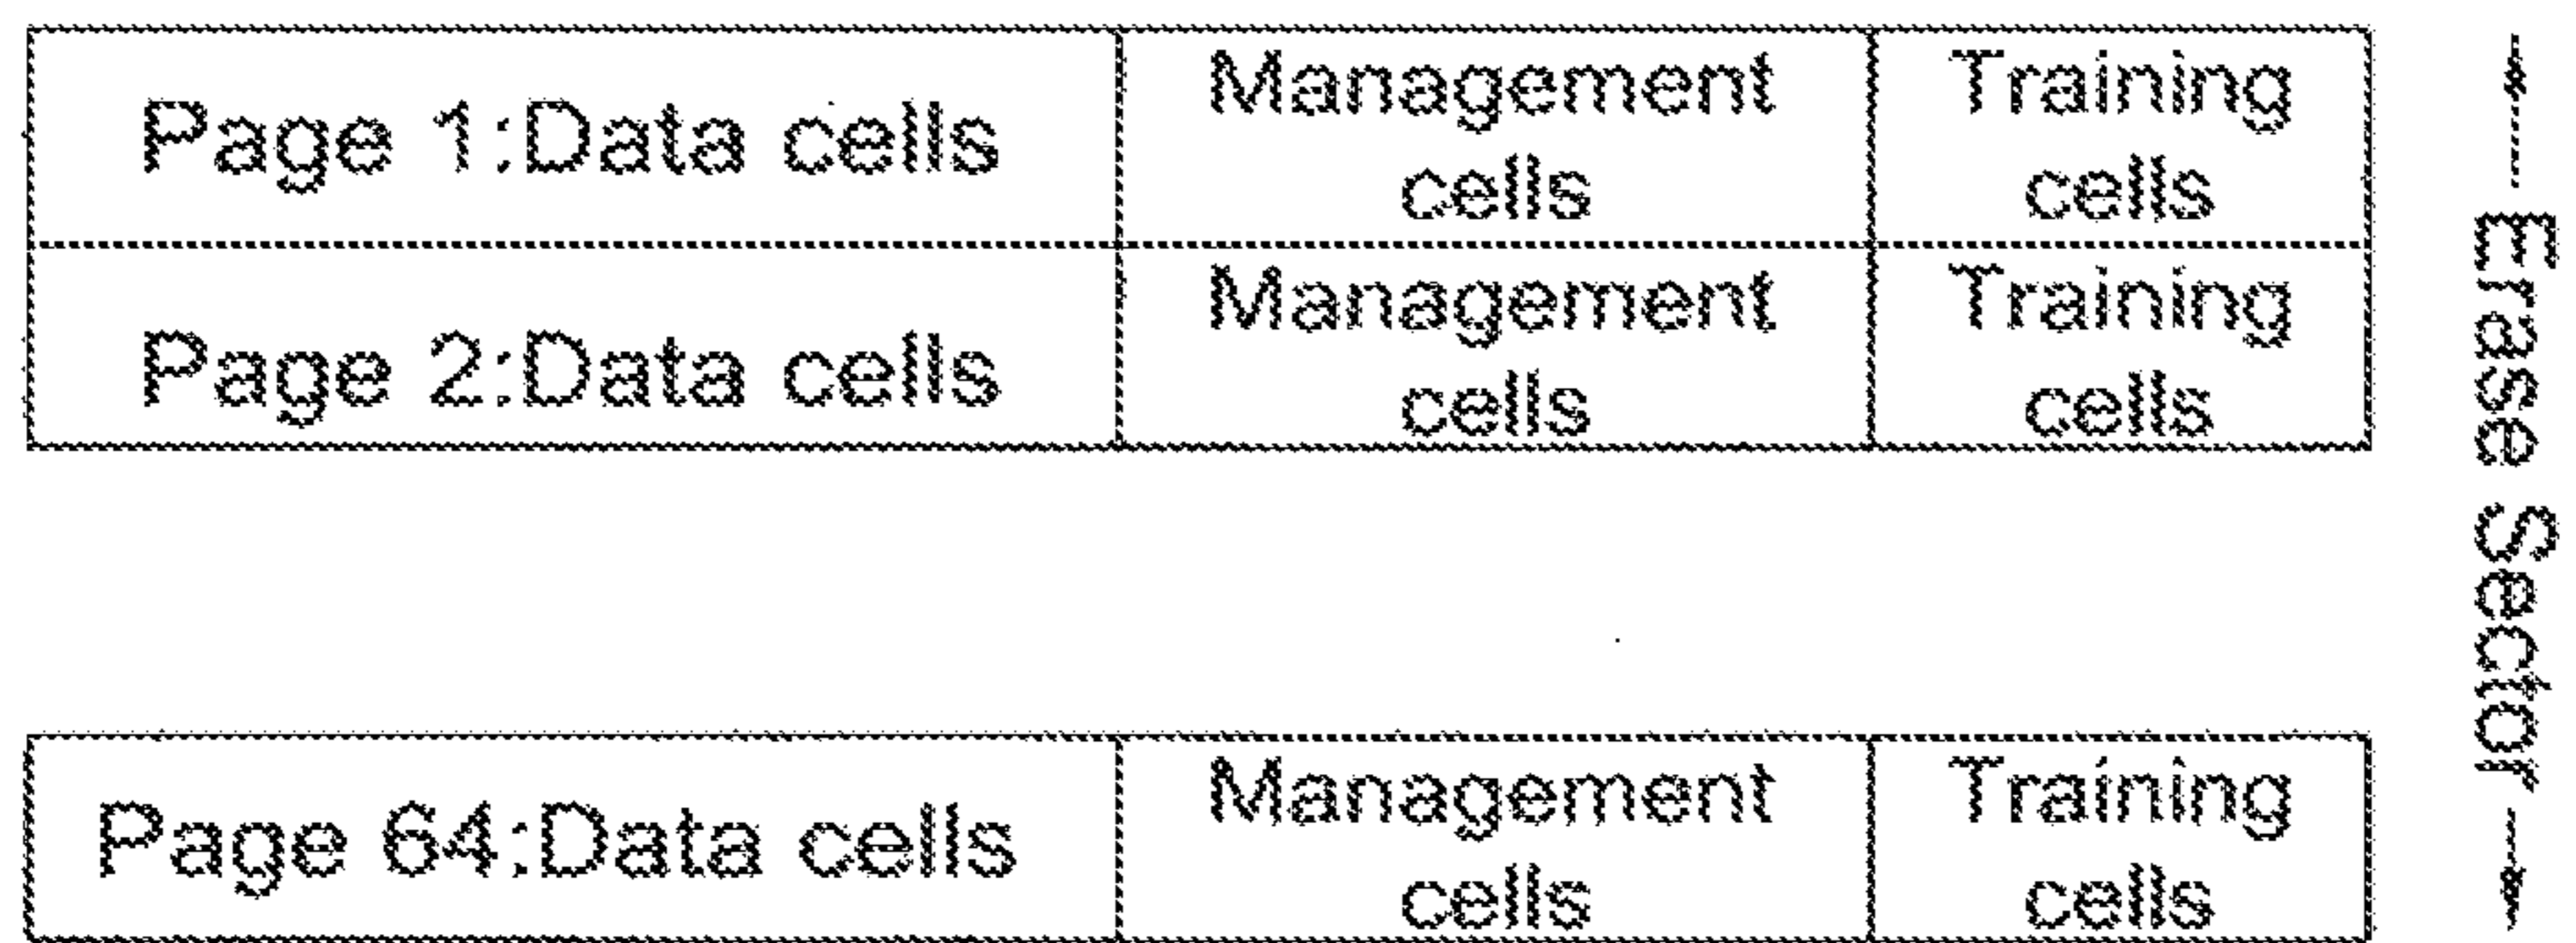 Page 1:Data cells
Management
cells
Training
cells
Page 2:Data cells
Management
cells
Training
cells
Page 64:Data cells
Management
cells
Training
cells
Erase Sector